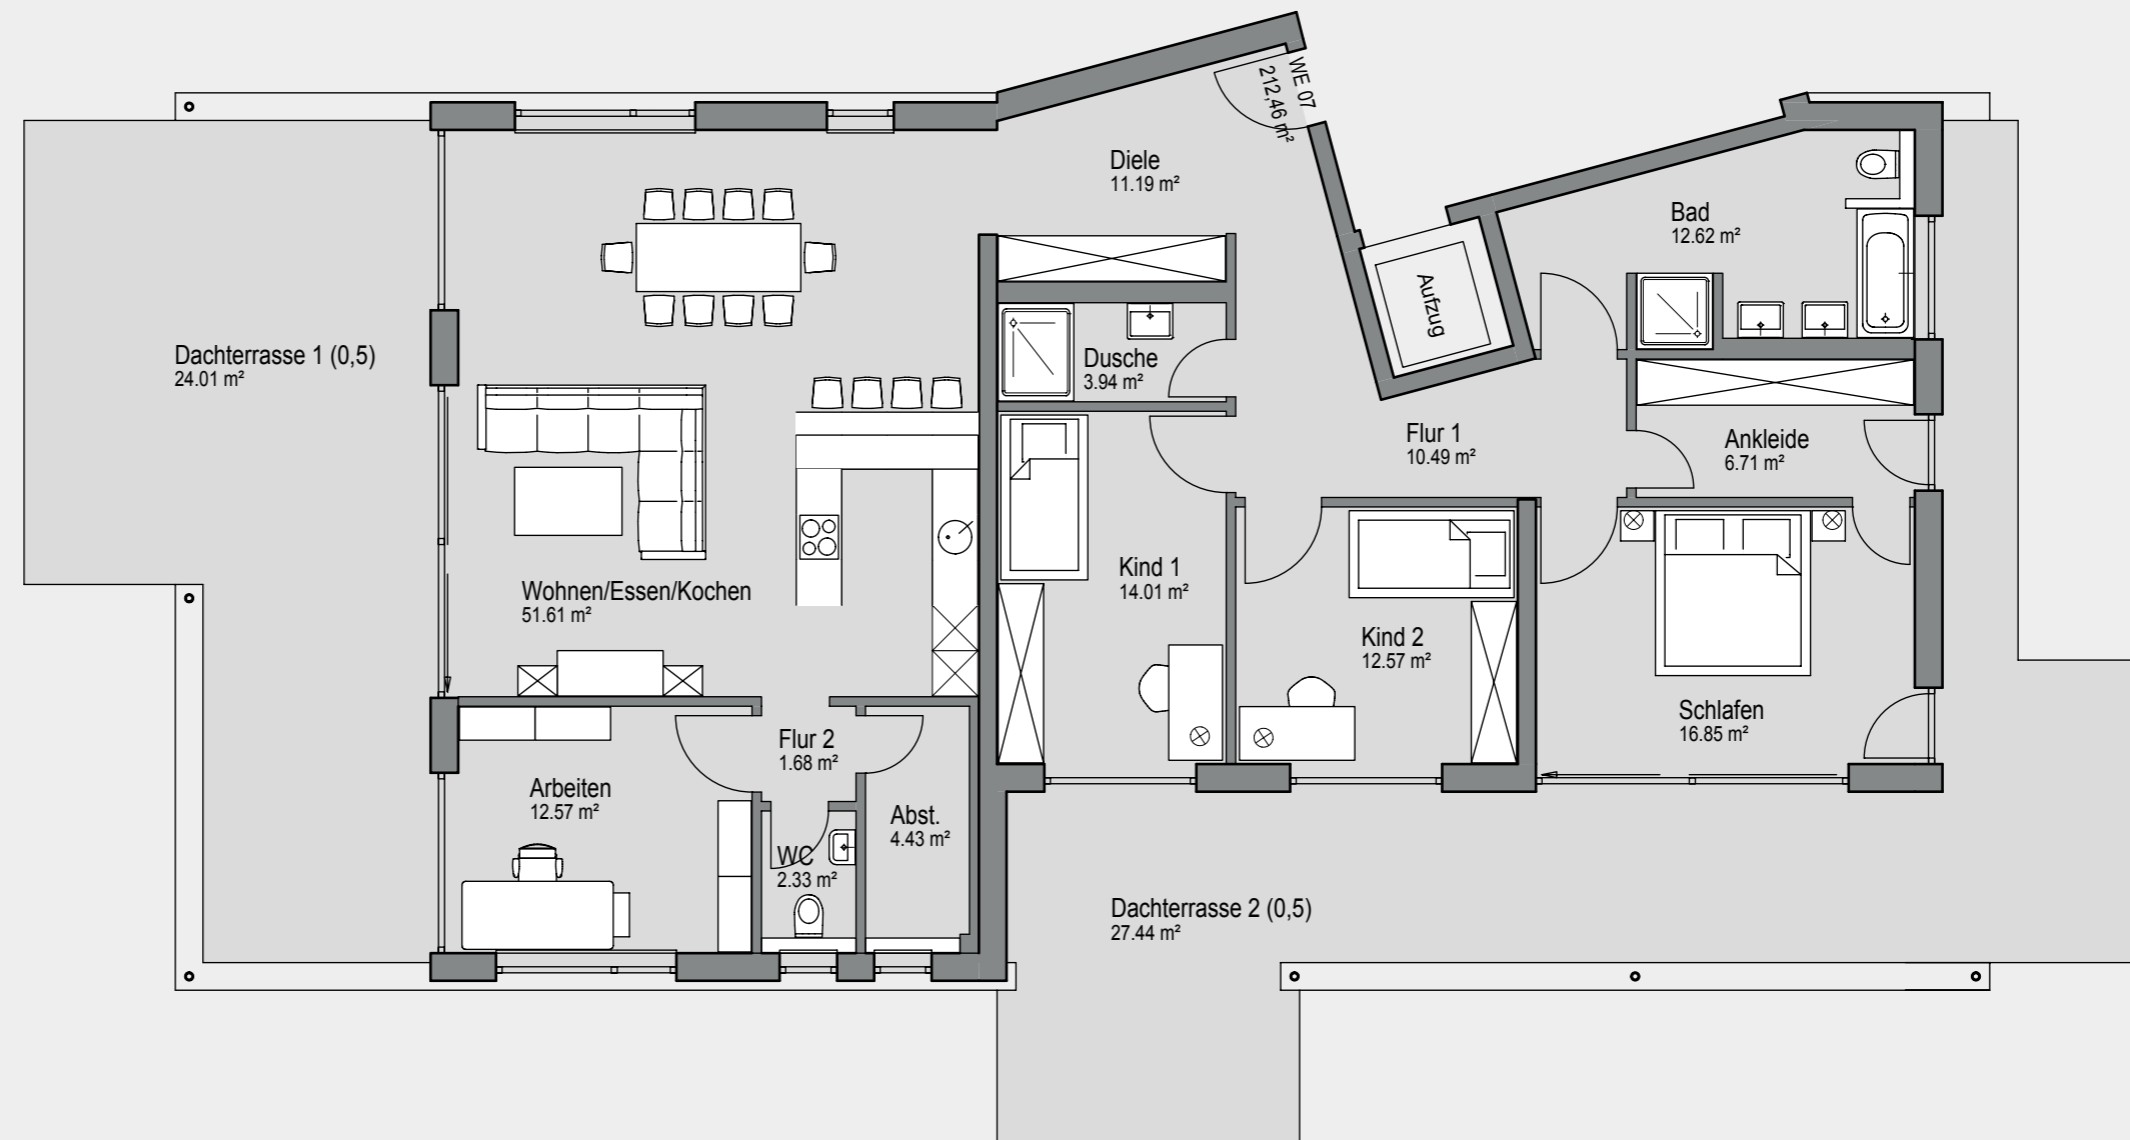 WE 07
212,46 m²
Diele
11.19 m²
Bad
12.62 m²
Aufzug
Dachterrasse 1 (0,5)
24.01 m²
Dusche
3.94 m²
Flur 1
10.49 m²
Ankleide
6.71 m²
Wohnen/Essen/Kochen
51.61 m²
Kind 1
14.01 m²
Kind 2
12.57 m²
Schlafen
16.85 m²
Flur 2
1.68 m²
Arbeiten
12.57 m²
Abst.
4.43 m²
WC
2.33 m²
Dachterrasse 2 (0,5)
27.44 m²